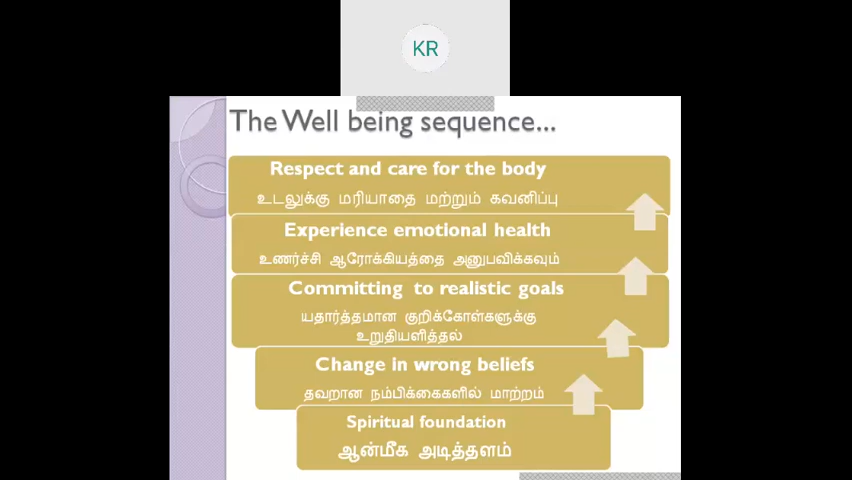 KR
The Well being sequence...
Respect and care for the body
உடலுக்கு மரியாதை மற்றும் கவனிப்பு
Experience emotional health
உணர்ச்சி ஆரோக்கியத்தை அனுபவிக்கவும்
Committing to realistic goals
யதார்த்தமான குறிக்கோள்களுக்கு
உறுதியளித்தல்
Change in wrong beliefs
தவறான நம்பிக்கைகளில் மாற்றம்
Spiritual foundation
ஆன்மீக அடித்தளம்